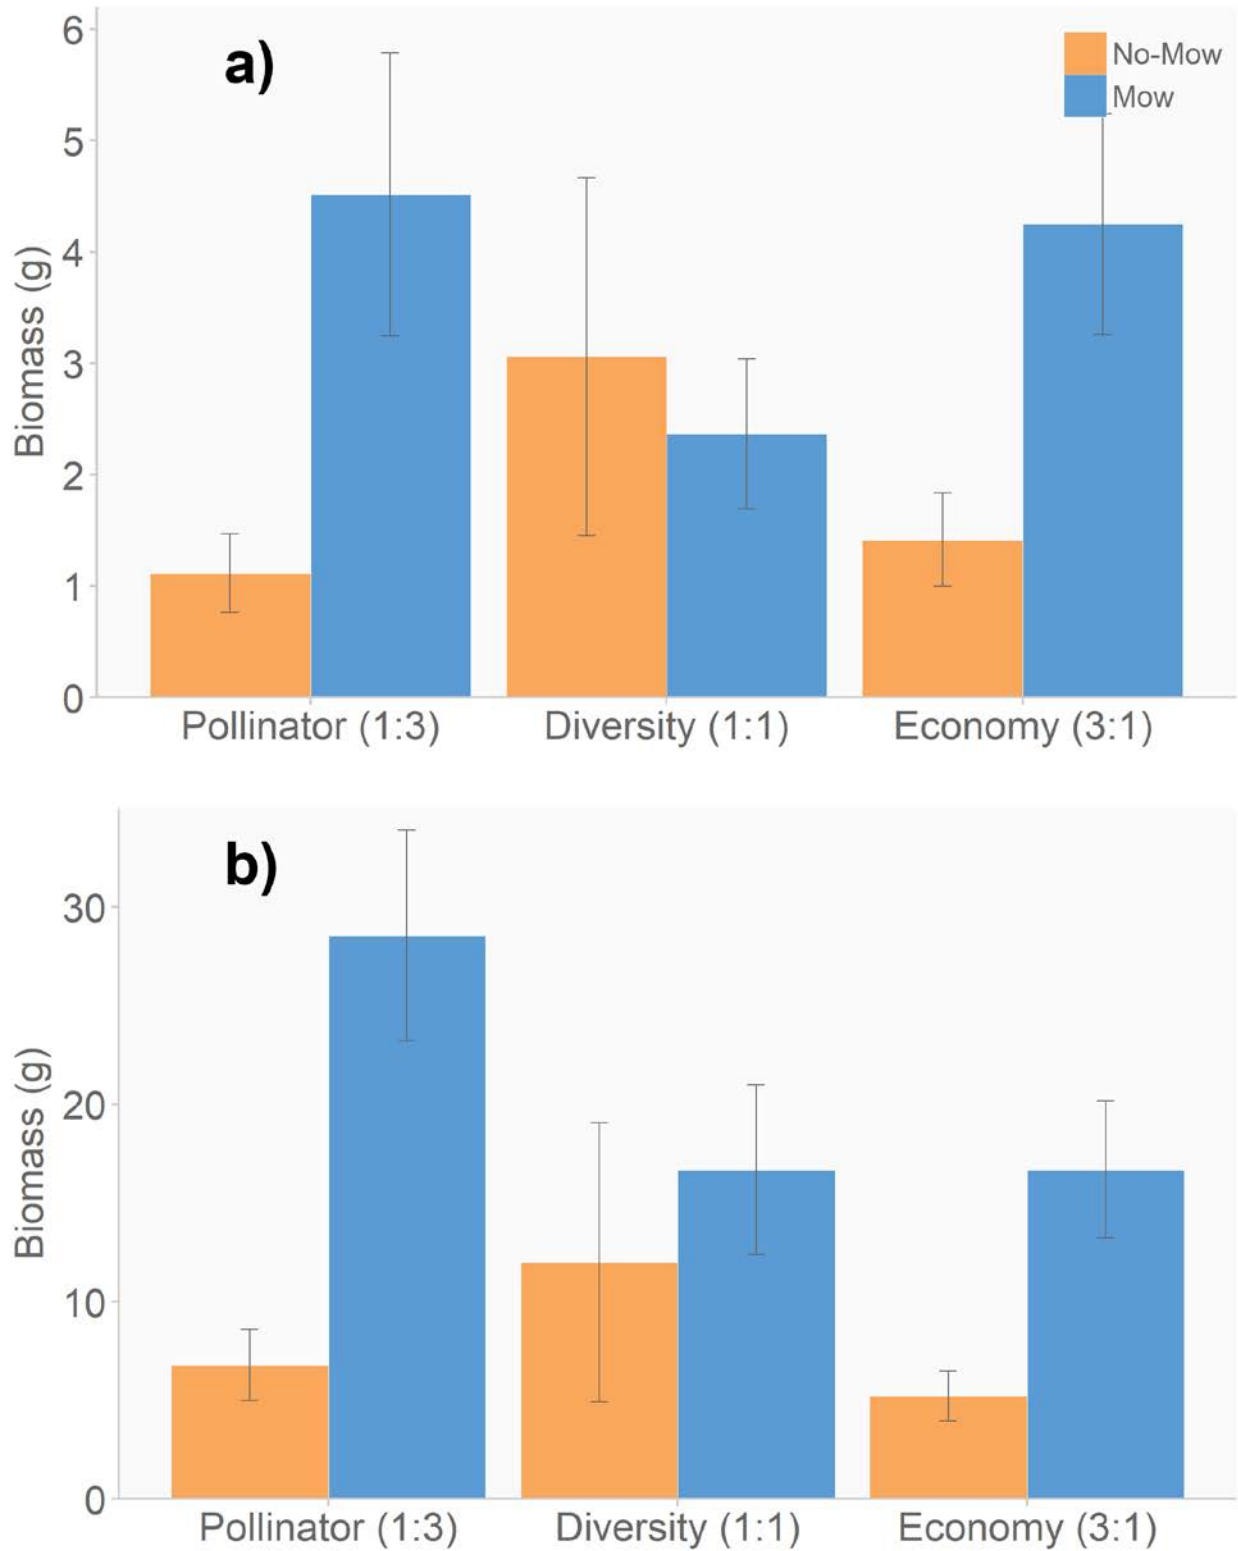 a)
No-Mow
Mow
Biomass (g)
6
5
4
3
2
1
0
Pollinator (1:3) Diversity (1:1) Economy (3:1)
b)
Biomass (g)
30
20
10
0
Pollinator (1:3) Diversity (1:1) Economy (3:1)